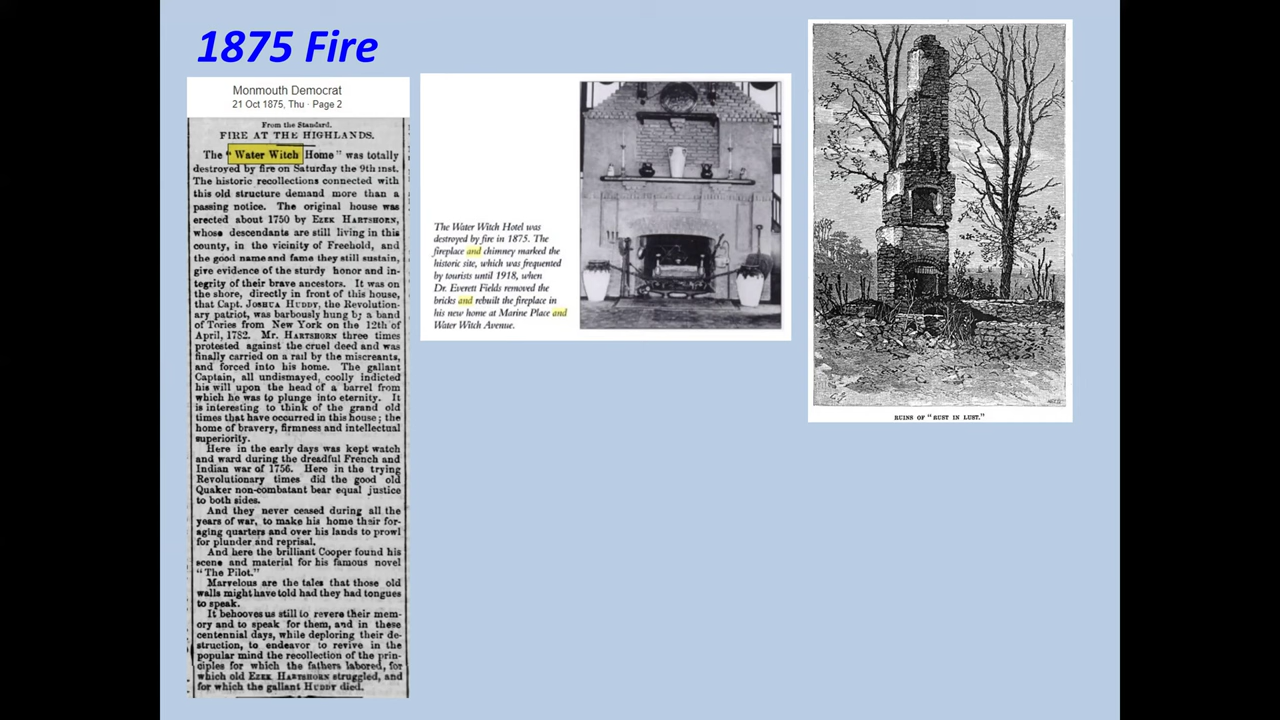 1875 Fire
Monmouth Democrat
21 Oct 1875, Thu · Page 2
From the Standard.
FIRE AT THE HIGHLANDS.
The "Water Witch Home" was totally
destroyed by fire on Saturday the 9th inst.
The historic recollections connected with
this old structure demand more than a
passing notice. The original house was
erected about 1750 by EZEK HARTSHORN,
whose descendants are still living in this
county, in the vicinity of Freehold, and
the good name and fame they still sustain,
give evidence of the sturdy honor and in-
tegrity of their brave ancestors. It was on
the shore, directly in front of this house,
that Capt. JOSHUA HUDDY, the Revolution-
ary patriot, was barbously hung by a band
of Tories from New York on the 12th of
April, 1782. Mr. HARTSHORN three times
protested against the cruel deed and was
finally carried on a rail by the miscreants,
and forced into his home. The gallant
Captain, all undismayed, coolly indicted
his will upon the head of a barrel from
which he was to plunge into eternity. It
is interesting to think of the grand old
times that have occurred in this house; the
home of bravery, firmness and intellectual
superiority.
Here in the early days was kept watch
and ward during the dreadful French and
Indian war of 1756. Here in the trying
Revolutionary times did the good old
Quaker non-combatant bear equal justice
to both sides.
And they never ceased during all the
years of war, to make his home their for-
aging quarters and over his lands to prowl
for plunder and reprisal.
And here the brilliant Cooper found his
scene and material for his famous novel
"The Pilot."
Marvelous are the tales that those old
walls might have told had they had tongues
to speak.
It behooves us still to revere their mem-
ory and to speak for them, and in these
centennial days, while deploring their de-
struction, to endeavor to revive in the
popular mind the recollection of the prin-
ciples for which the fathers labored, for
which old EZEK HARTSHORN struggled, and
for which the gallant HUDDY died.
The Water Witch Hotel was
destroyed by fire in 1875. The
fireplace and chimney marked the
historic site, which was frequented
by tourists until 1918, when
Dr. Everett Fields removed the
bricks and rebuilt the fireplace in
his new home at Marine Place and
Water Witch Avenue.
RUINS OF "RUST IN LUST."